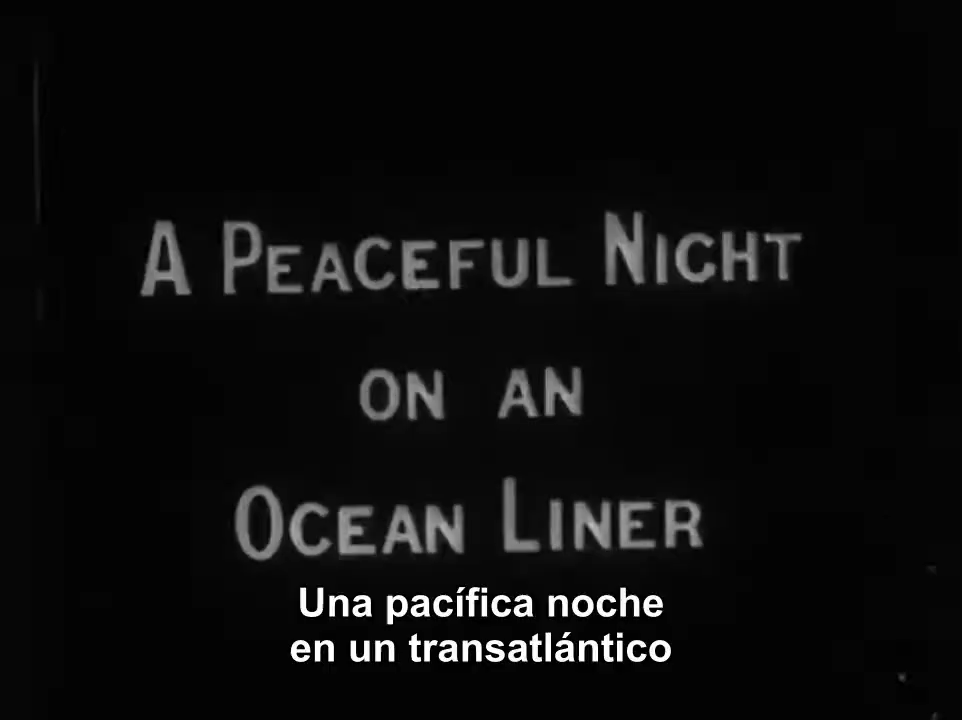 A PEACEFUL NIGHT
ON AN
OCEAN LINER
Una pacífica noche
en un transatlántico